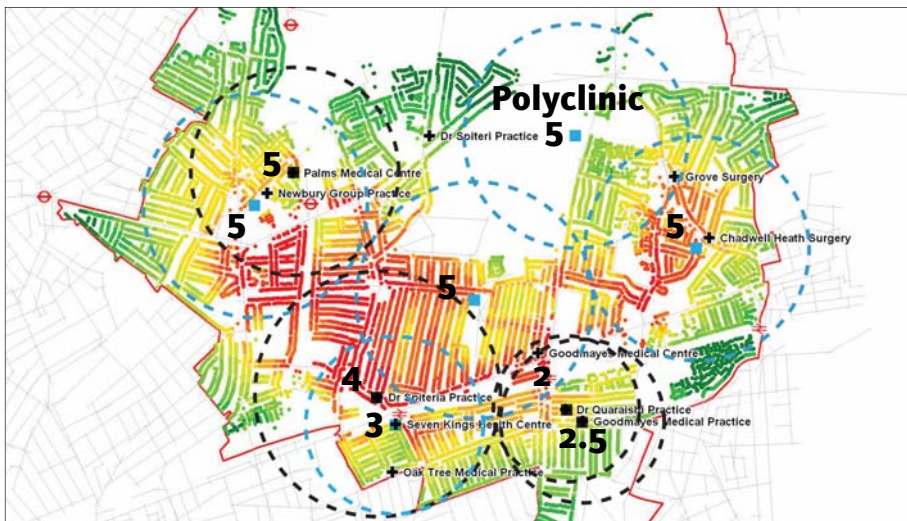 Polyclinic
5
Dr Spiteri Practice
5
Palms Medical Centre
Grove Surgery
Newbury Group Practice
5
5
Chadwell Heath Surgery
5
Goodmayes Medical Centre
2
4
Dr Spiteria Practice
Dr Quaraishi Practice
3
Seven Kings Health Centre
Goodmayes Medical Practice
2.5
Oak Tree Medical Practice